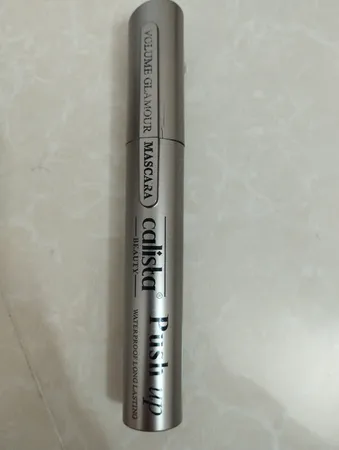 VOLUME GLAMOUR MASCARA
calista®
BEAUTY
Push up
WATERPROOF LONG LASTING